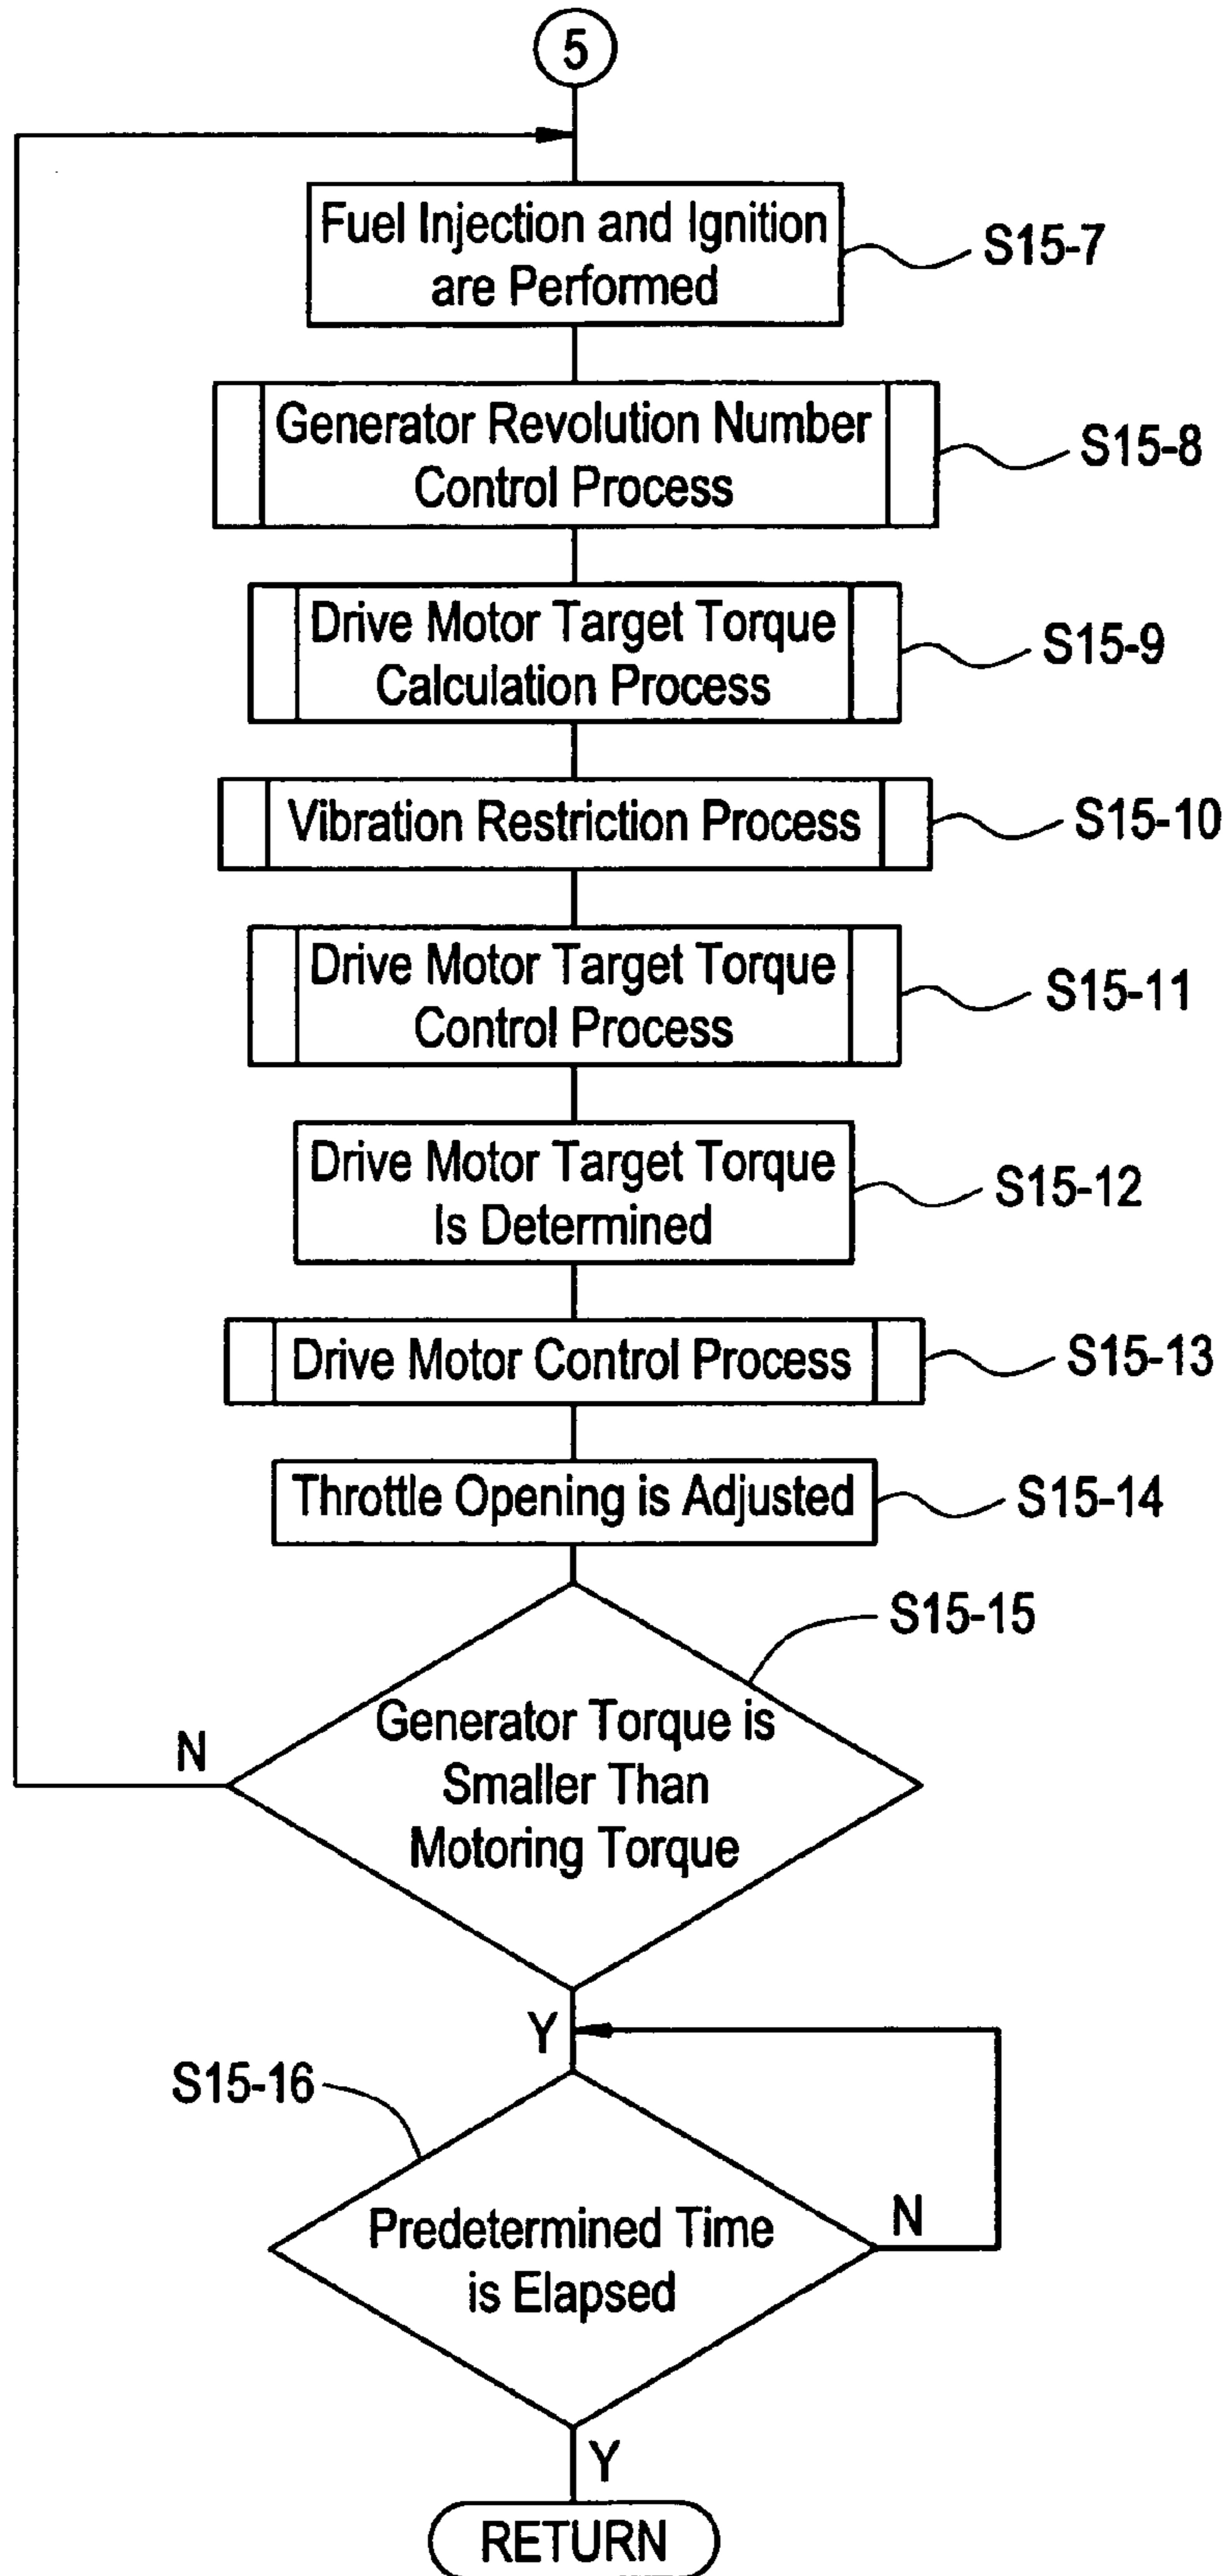 5
Fuel Injection and Ignition
are Performed
S15-7
Generator Revolution Number
Control Process
S15-8
Drive Motor Target Torque
Calculation Process
S15-9
Vibration Restriction Process
S15-10
Drive Motor Target Torque
Control Process
S15-11
Drive Motor Target Torque
Is Determined
S15-12
Drive Motor Control Process
S15-13
Throttle Opening is Adjusted
S15-14
S15-15
Generator Torque is
Smaller Than
Motoring Torque
N
Y
S15-16
Predetermined Time
is Elapsed
N
Y
RETURN